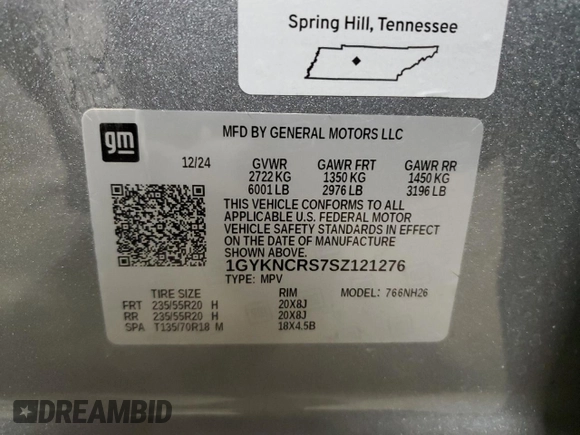 Spring Hill, Tennessee
gm
MFD BY GENERAL MOTORS LLC
12/24 GVWR GAWR FRT GAWR RR
2722 KG 1350 KG 1450 KG
6001 LB 2976 LB 3196 LB
THIS VEHICLE CONFORMS TO ALL
APPLICABLE U.S. FEDERAL MOTOR
VEHICLE SAFETY STANDARDS IN EFFECT
ON THE DATE OF MANUFACTURE
SHOWN ABOVE.
1GYKNCRS7SZ121276
TYPE: MPV
TIRE SIZE RIM MODEL: 766NH26
FRT 235/55R20 H 20X8J
RR 235/55R20 H 20X8J
SPA T135/70R18 M 18X4.5B
DREAMBID